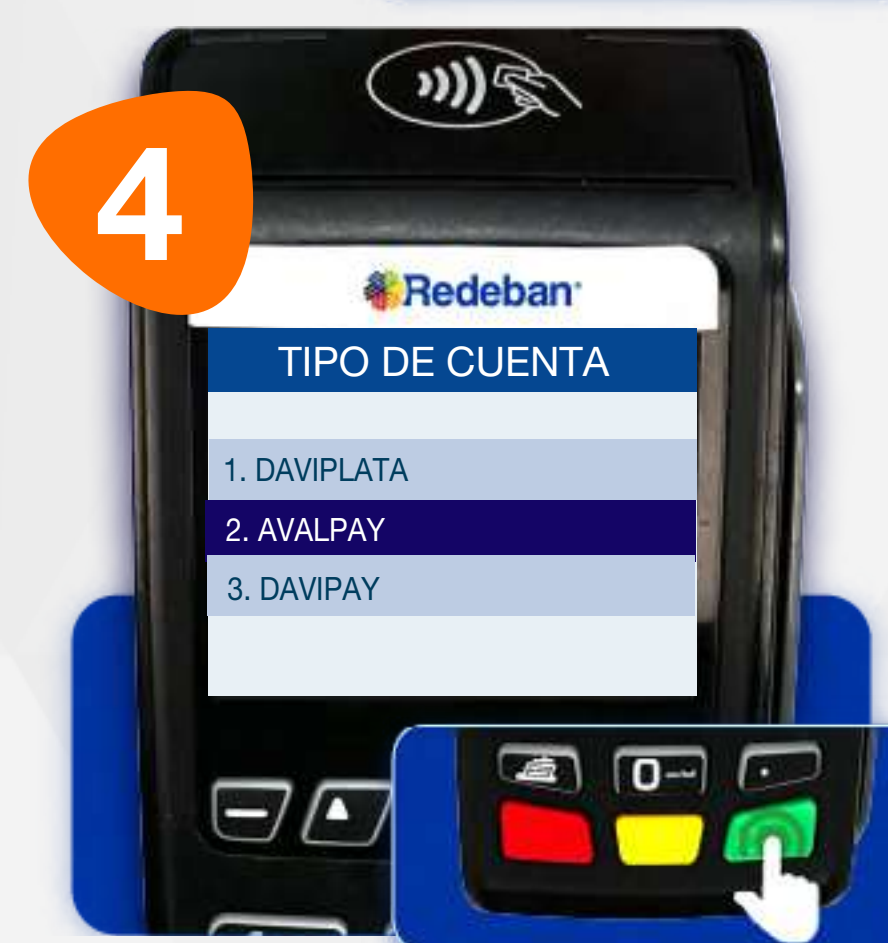 4
Redeban
TIPO DE CUENTA
1. DAVIPLATA
2. AVALPAY
3. DAVIPAY
0